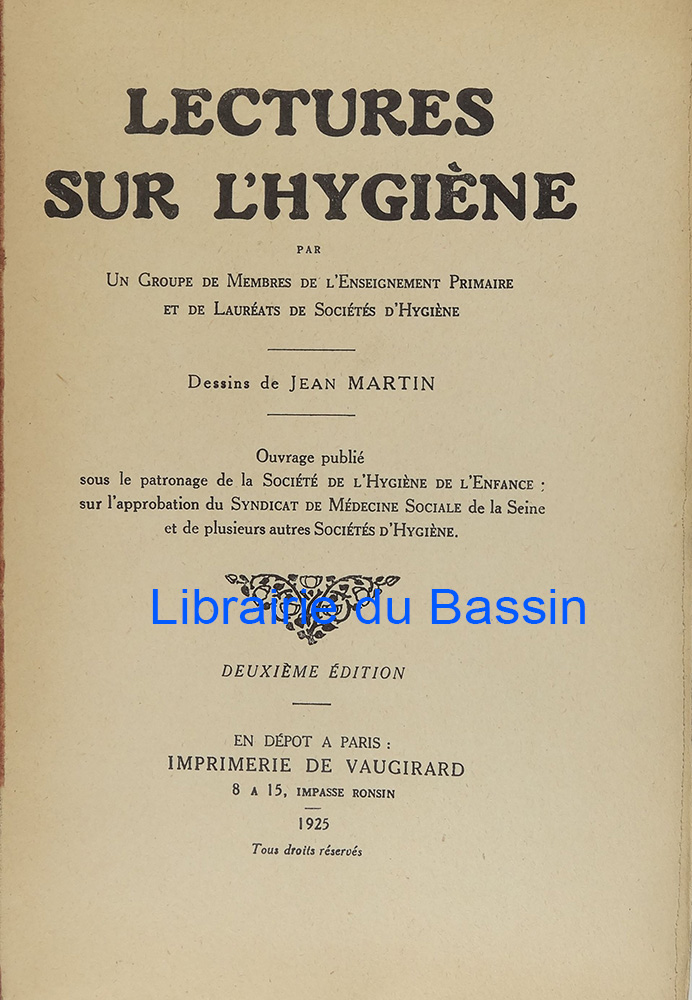 LECTURES
SUR L'HYGIÈNE
PAR
UN GROUPE DE MEMBRES DE L'ENSEIGNEMENT PRIMAIRE
ET DE LAURÉATS DE SOCIÉTÉS D'HYGIÈNE
Dessins de JEAN MARTIN
Ouvrage publié
sous le patronage de la SOCIÉTÉ DE L'HYGIÈNE DE L'ENFANCE ;
sur l'approbation du SYNDICAT DE MÉDECINE SOCIALE de la Seine
et de plusieurs autres SOCIÉTÉS D'HYGIÈNE.
Librairie du Bassin
DEUXIÈME ÉDITION
EN DÉPOT A PARIS :
IMPRIMERIE DE VAUGIRARD
8 A 15, IMPASSE RONSIN
1925
Tous droits réservés